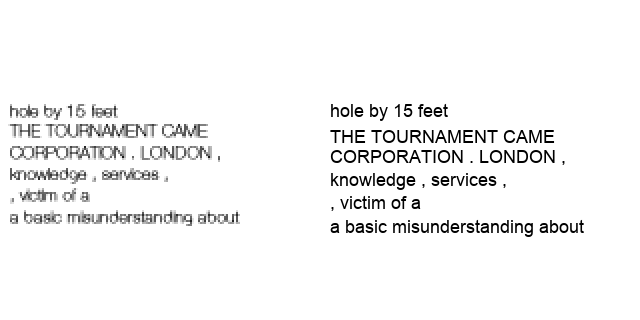 hole by 15 feet
THE TOURNAMENT CAME
CORPORATION . LONDON ,
knowledge , services ,
, victim of a
a basic misunderstanding about
hole by 15 feet
THE TOURNAMENT CAME
CORPORATION . LONDON ,
knowledge , services ,
, victim of a
a basic misunderstanding about